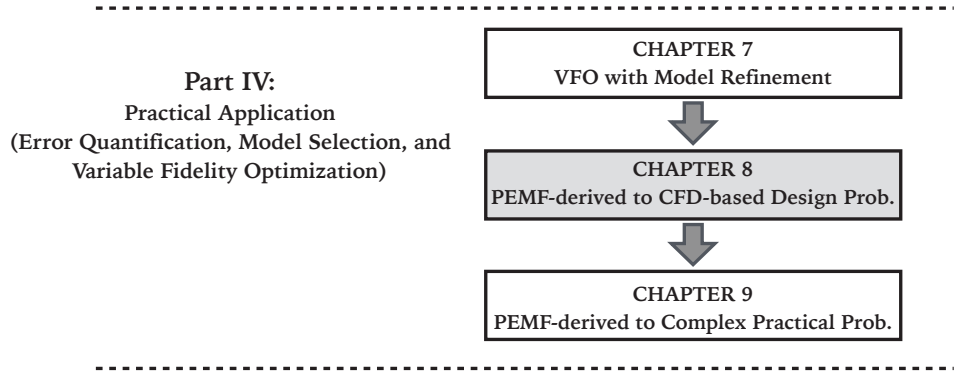 Part IV:
Practical Application
(Error Quantification, Model Selection, and
Variable Fidelity Optimization)
CHAPTER 7
VFO with Model Refinement
CHAPTER 8
PEMF-derived to CFD-based Design Prob.
CHAPTER 9
PEMF-derived to Complex Practical Prob.